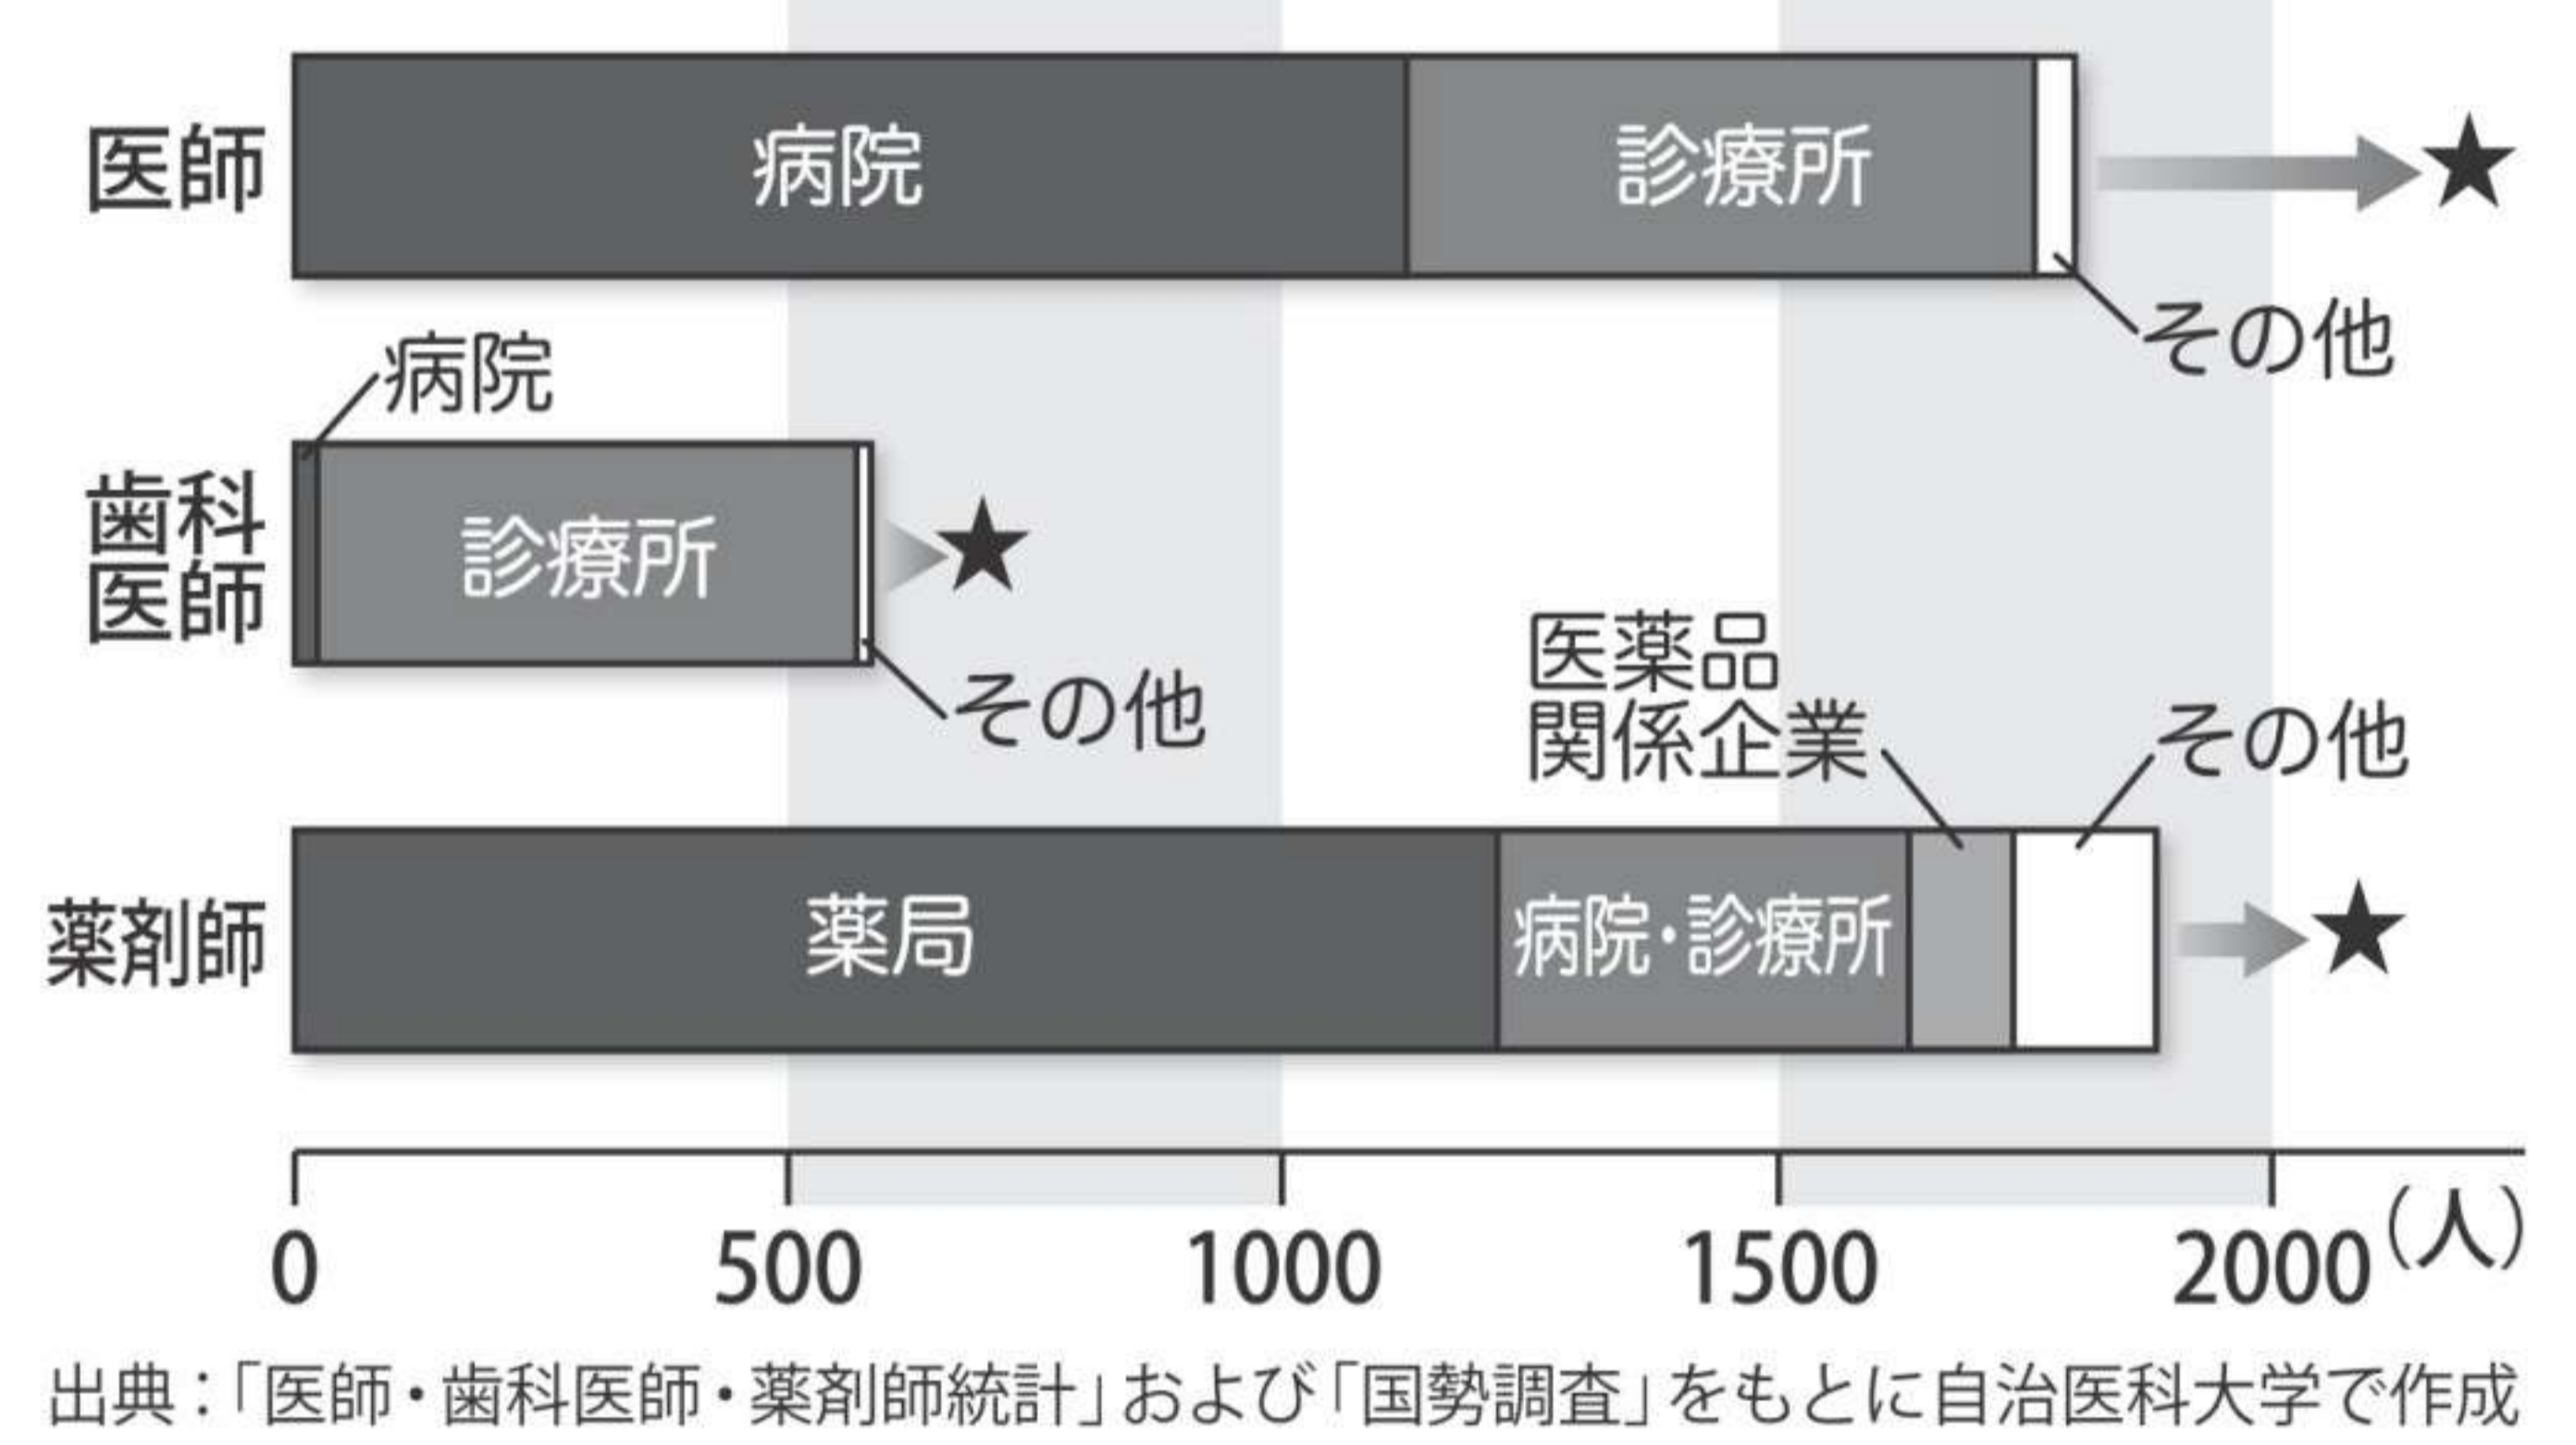 医師
病院
診療所
その他
病院
歯科
医師
診療所
その他
医薬品
関係企業
その他
薬剤師
薬局
病院・診療所
0
500
1000
1500
2000
(人)
出典:「医師・歯科医師・薬剤師統計」および「国勢調査」をもとに自治医科大学で作成